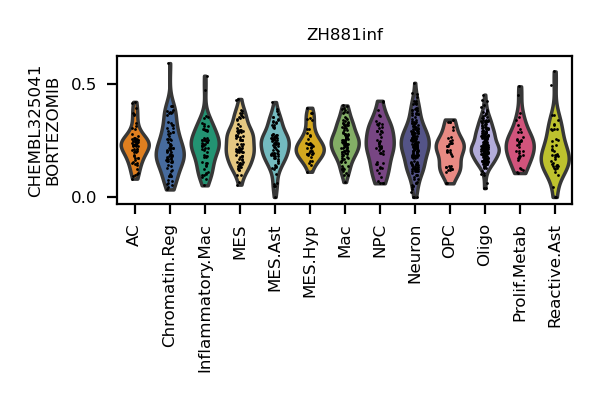 ZH881inf
CHEMBL325041
BORTEZOMIB
0.5
0.0
AC
Chromatin.Reg
Inflammatory.Mac
MES
MES.Ast
MES.Hyp
Mac
NPC
Neuron
OPC
Oligo
Prolif.Metab
Reactive.Ast